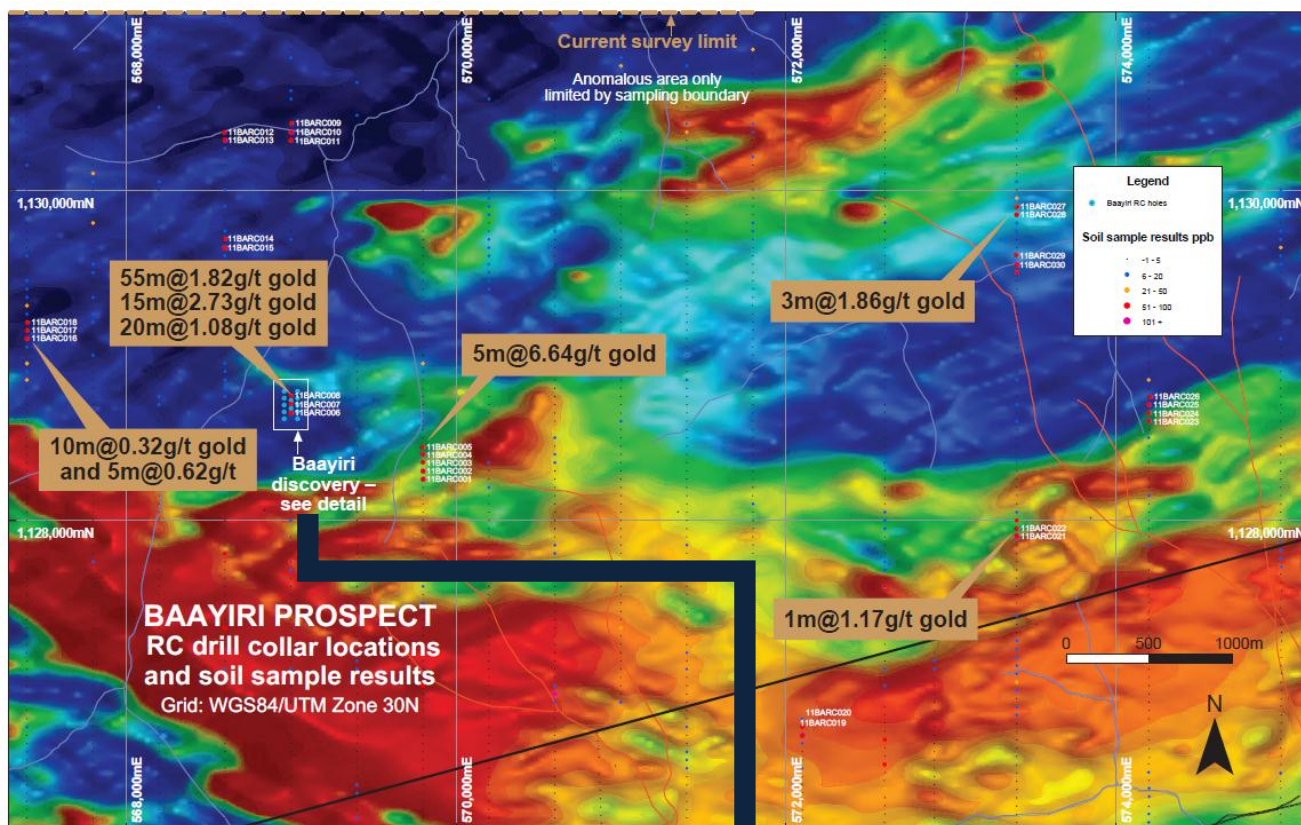 568,000mE
570,000mE
572,000mE
574,000mE
Current survey limit
Anomalous area only
limited by sampling boundary
11BARC009
11BARC012
11BARC010
11BARC013
11BARC011
1,130,000mN
1,130,000mN
Legend
Baayiri RC holes
Soil sample results ppb
-1 - 5
6 - 20
21 - 50
51 - 100
101 +
11BARC027
11BARC028
11BARC014
11BARC015
11BARC029
11BARC030
55m@1.82g/t gold
15m@2.73g/t gold
20m@1.08g/t gold
3m@1.86g/t gold
11BARC018
11BARC017
11BARC016
5m@6.64g/t gold
11BARC008
11BARC007
11BARC006
11BARC026
11BARC025
11BARC024
11BARC023
10m@0.32g/t gold
and 5m@0.62g/t
Baayiri
discovery –
see detail
11BARC005
11BARC004
11BARC003
11BARC002
11BARC001
1,128,000mN
1,128,000mN
11BARC022
11BARC021
1m@1.17g/t gold
BAAYIRI PROSPECT
RC drill collar locations
and soil sample results
Grid: WGS84/UTM Zone 30N
0 500 1000m
N
11BARC020
11BARC019
568,000mE
570,000mE
572,000mE
574,000mE